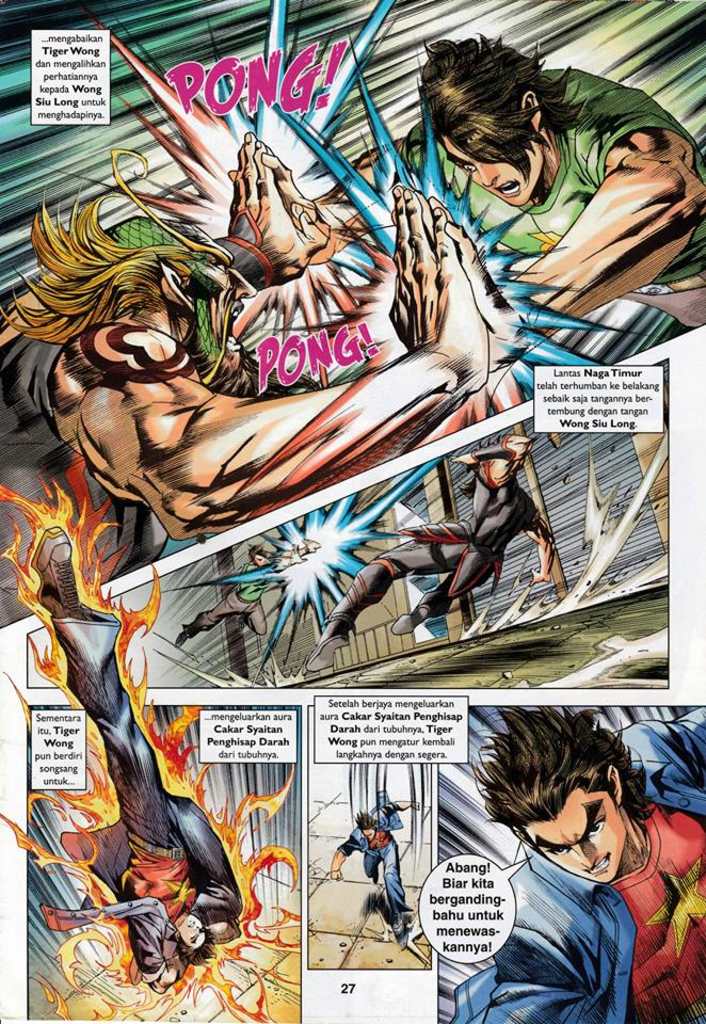 ...mengabaikan
Tiger Wong
dan mengalihkan
perhatiannya
kepada Wong
Siu Long untuk
menghadapinya.
PONG!
PONG!
Lantas Naga Timur
telah terhumban ke belakang
sebaik saja tangannya ber-
tembung dengan tangan
Wong Siu Long.
Sementara
itu, Tiger
Wong
pun berdiri
songsang
untuk...
...mengeluarkan aura
Cakar Syaitan
Penghisap Darah
dari tubuhnya.
Setelah berjaya mengeluarkan
aura Cakar Syaitan Penghisap
Darah dari tubuhnya, Tiger
Wong pun mengatur kembali
langkahnya dengan segera.
Abang!
Biar kita
berganding-
bahu untuk
menewas-
kannya!
27